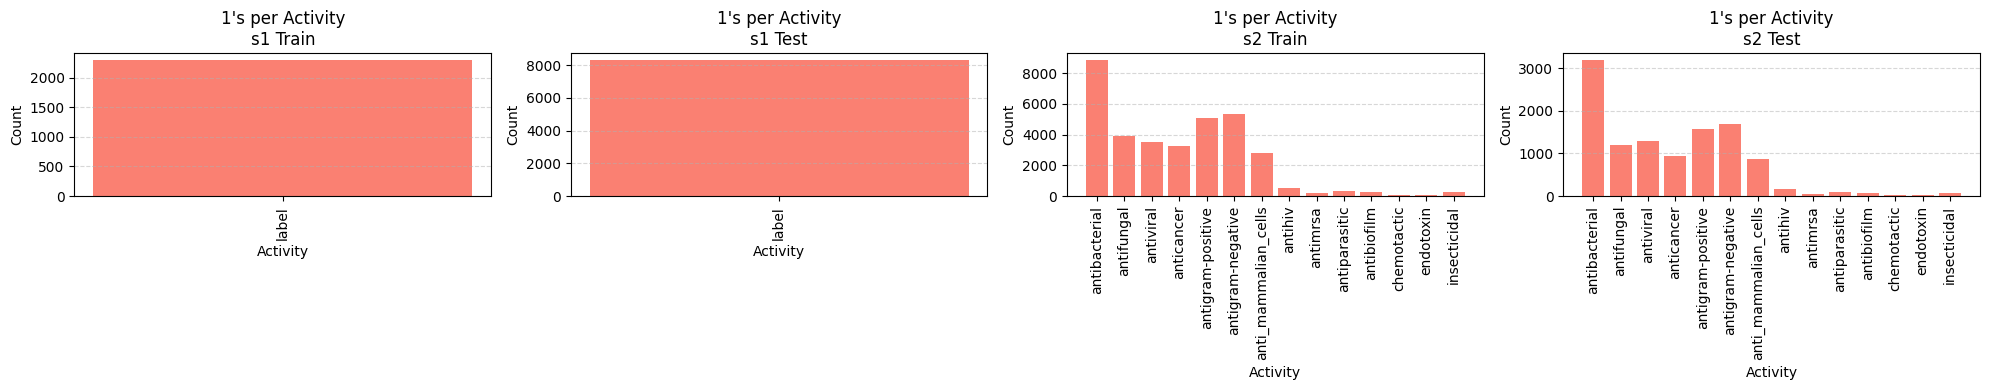 1's per Activity
s1 Train
Count
2000
1500
1000
500
0
label
Activity
1's per Activity
s1 Test
Count
8000
6000
4000
2000
0
label
Activity
1's per Activity
s2 Train
Count
8000
6000
4000
2000
0
antibacterial
antifungal
antiviral
anticancer
antigram-positive
antigram-negative
anti_mammalian_cells
antihiv
antimrsa
antiparasitic
antibiofilm
chemotactic
endotoxin
insecticidal
Activity
1's per Activity
s2 Test
Count
3000
2000
1000
0
antibacterial
antifungal
antiviral
anticancer
antigram-positive
antigram-negative
anti_mammalian_cells
antihiv
antimrsa
antiparasitic
antibiofilm
chemotactic
endotoxin
insecticidal
Activity